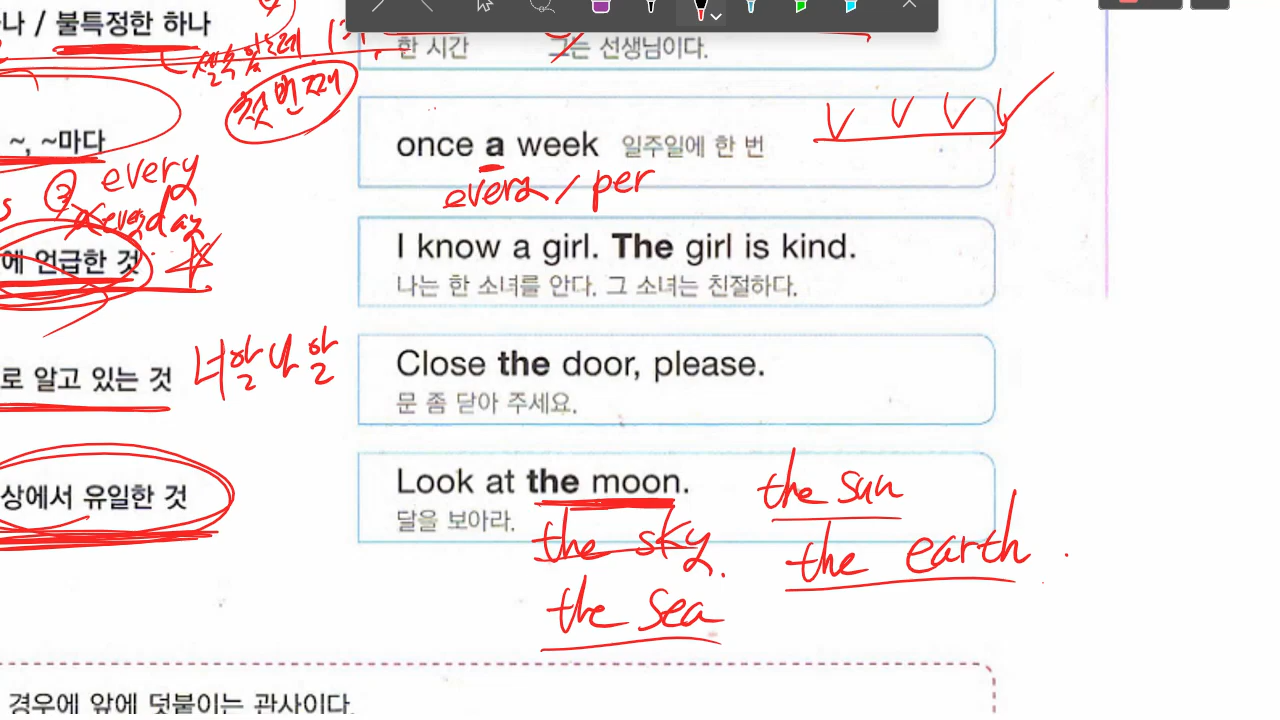 나 / 불특정한 하나
한 시간 그는 선생님이다.
첫 번째
~, ~마다
once a week 일주일에 한 번
every / per
every
everyday
에 언급한 것
I know a girl. The girl is kind.
나는 한 소녀를 안다. 그 소녀는 친절하다.
로 알고 있는 것
너알나알
Close the door, please.
문 좀 닫아 주세요.
상에서 유일한 것
Look at the moon.
달을 보아라.
the sun
the sky
the earth
the sea
경우에 앞에 덧붙이는 관사이다.